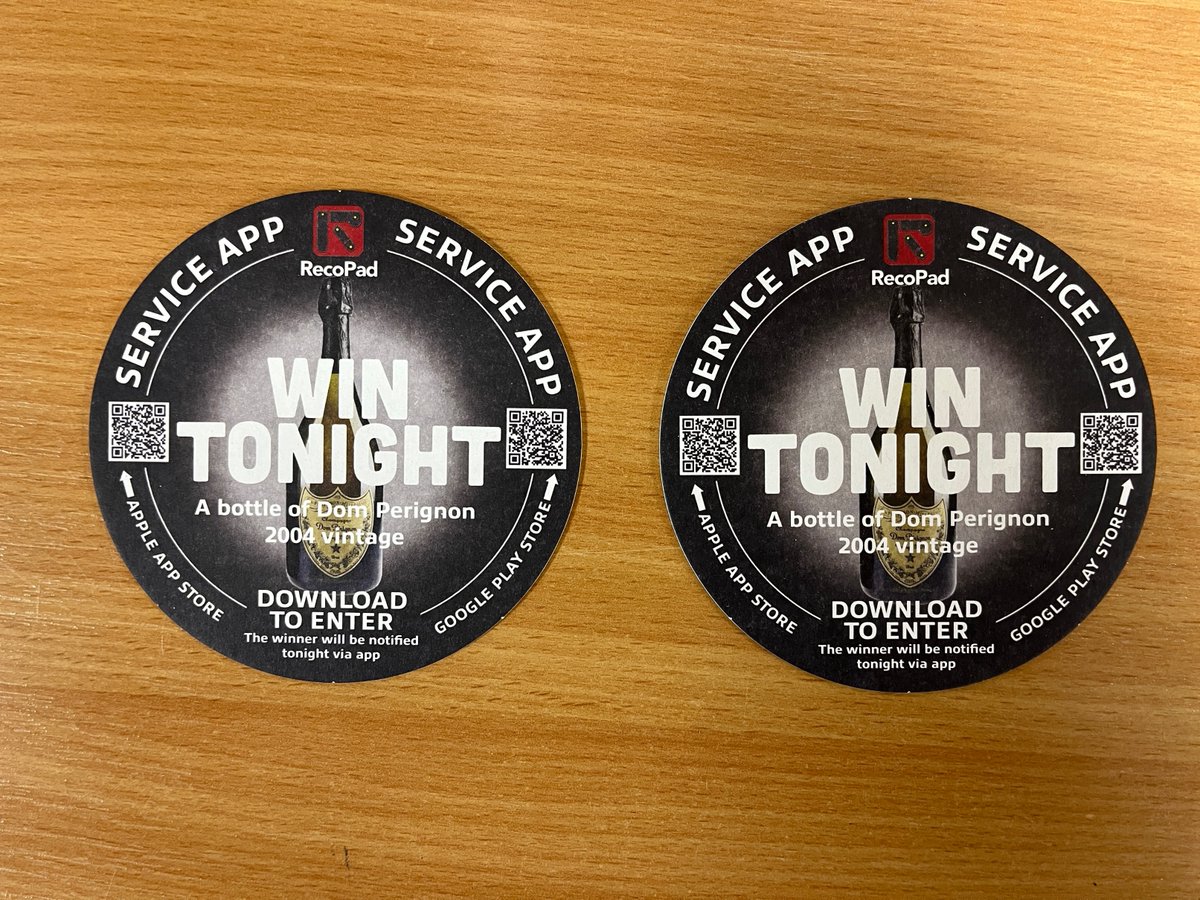 SERVICE APP
RecoPad
SERVICE APP
WIN
TONIGHT
A bottle of Dom Perignon
2004 vintage
APPLE APP STORE
GOOGLE PLAY STORE
DOWNLOAD
TO ENTER
The winner will be notified
tonight via app
SERVICE APP
RecoPad
SERVICE APP
WIN
TONIGHT
A bottle of Dom Perignon
2004 vintage
APPLE APP STORE
GOOGLE PLAY STORE
DOWNLOAD
TO ENTER
The winner will be notified
tonight via app